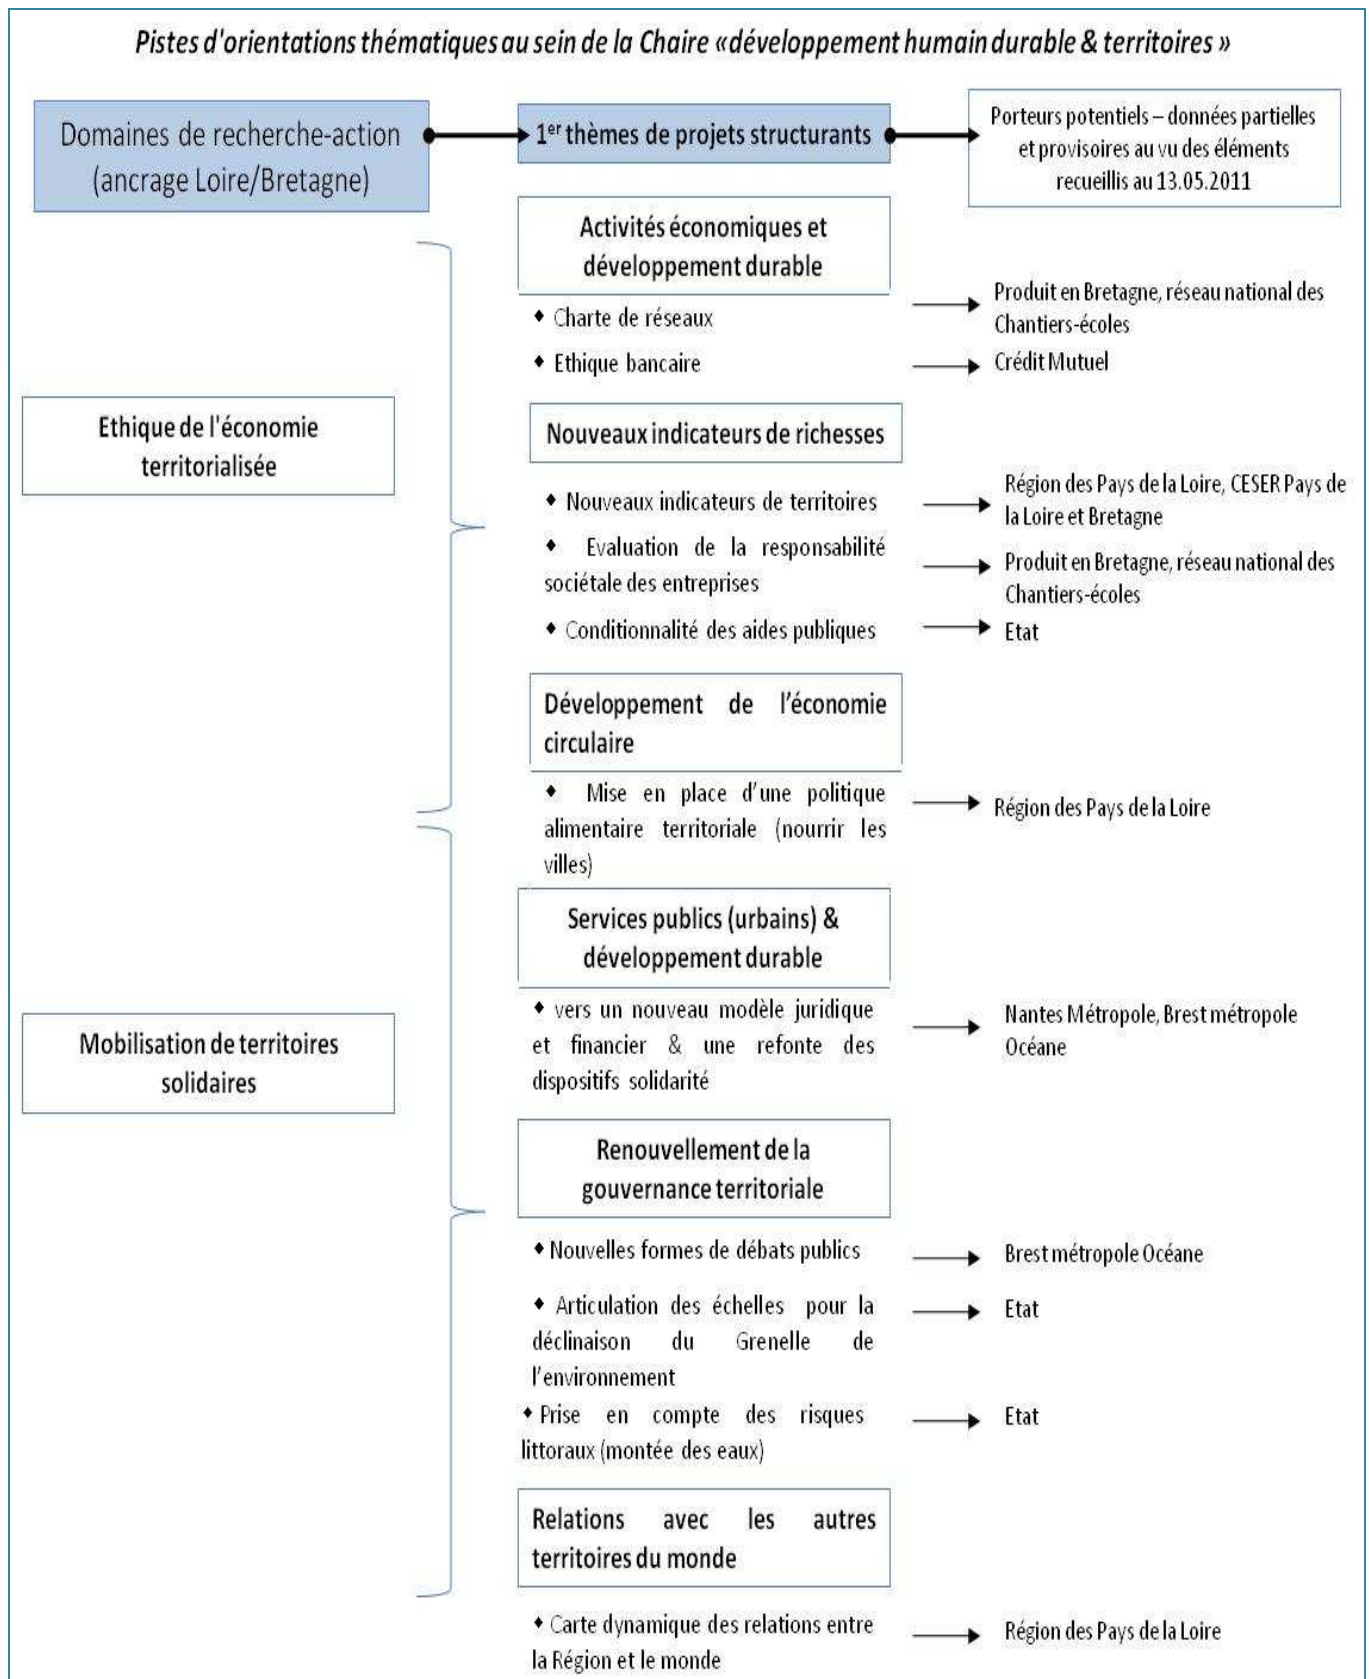 Pistes d'orientations thématiques au sein de la Chaire «développement humain durable & territoires »
Domaines de recherche-action
(ancrage Loire/Bretagne)
1er thèmes de projets structurants
Porteurs potentiels – données partielles
et provisoires au vu des éléments
recueillis au 13.05.2011
Ethique de l'économie
territorialisée
Activités économiques et
développement durable
♦ Charte de réseaux
Produit en Bretagne, réseau national des
Chantiers-écoles
♦ Ethique bancaire
Crédit Mutuel
Nouveaux indicateurs de richesses
♦ Nouveaux indicateurs de territoires
Région des Pays de la Loire, CESER Pays de
la Loire et Bretagne
♦ Evaluation de la responsabilité
sociétale des entreprises
Produit en Bretagne, réseau national des
Chantiers-écoles
♦ Conditionnalité des aides publiques
Etat
Développement de l'économie
circulaire
♦ Mise en place d'une politique
alimentaire territoriale (nourrir les
villes)
Région des Pays de la Loire
Mobilisation de territoires
solidaires
Services publics (urbains) &
développement durable
♦ vers un nouveau modèle juridique
et financier & une refonte des
dispositifs solidarité
Nantes Métropole, Brest métropole
Océane
Renouvellement de la
gouvernance territoriale
♦ Nouvelles formes de débats publics
Brest métropole Océane
♦ Articulation des échelles pour la
déclinaison du Grenelle de
l'environnement
Etat
♦ Prise en compte des risques
littoraux (montée des eaux)
Etat
Relations avec les autres
territoires du monde
♦ Carte dynamique des relations entre
la Région et le monde
Région des Pays de la Loire